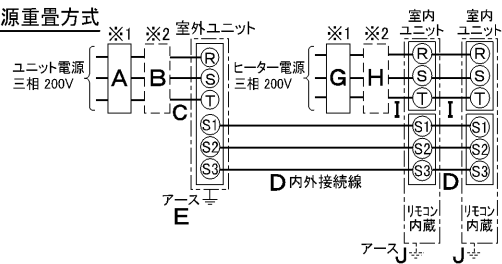 源重畳方式
※1 ※2 室外ユニット
ユニット電源
三相 200V
A B
C
R
S
T
S1
S2
S3
アース
E
※1 ※2
ヒーター電源
三相 200V
G H
I I
室内
ユニット
室内
ユニット
R R
S S
T T
S1 S1
S2 S2
S3 S3
D 内外接続線
D
リモコン
内蔵
リモコン
内蔵
アース J J